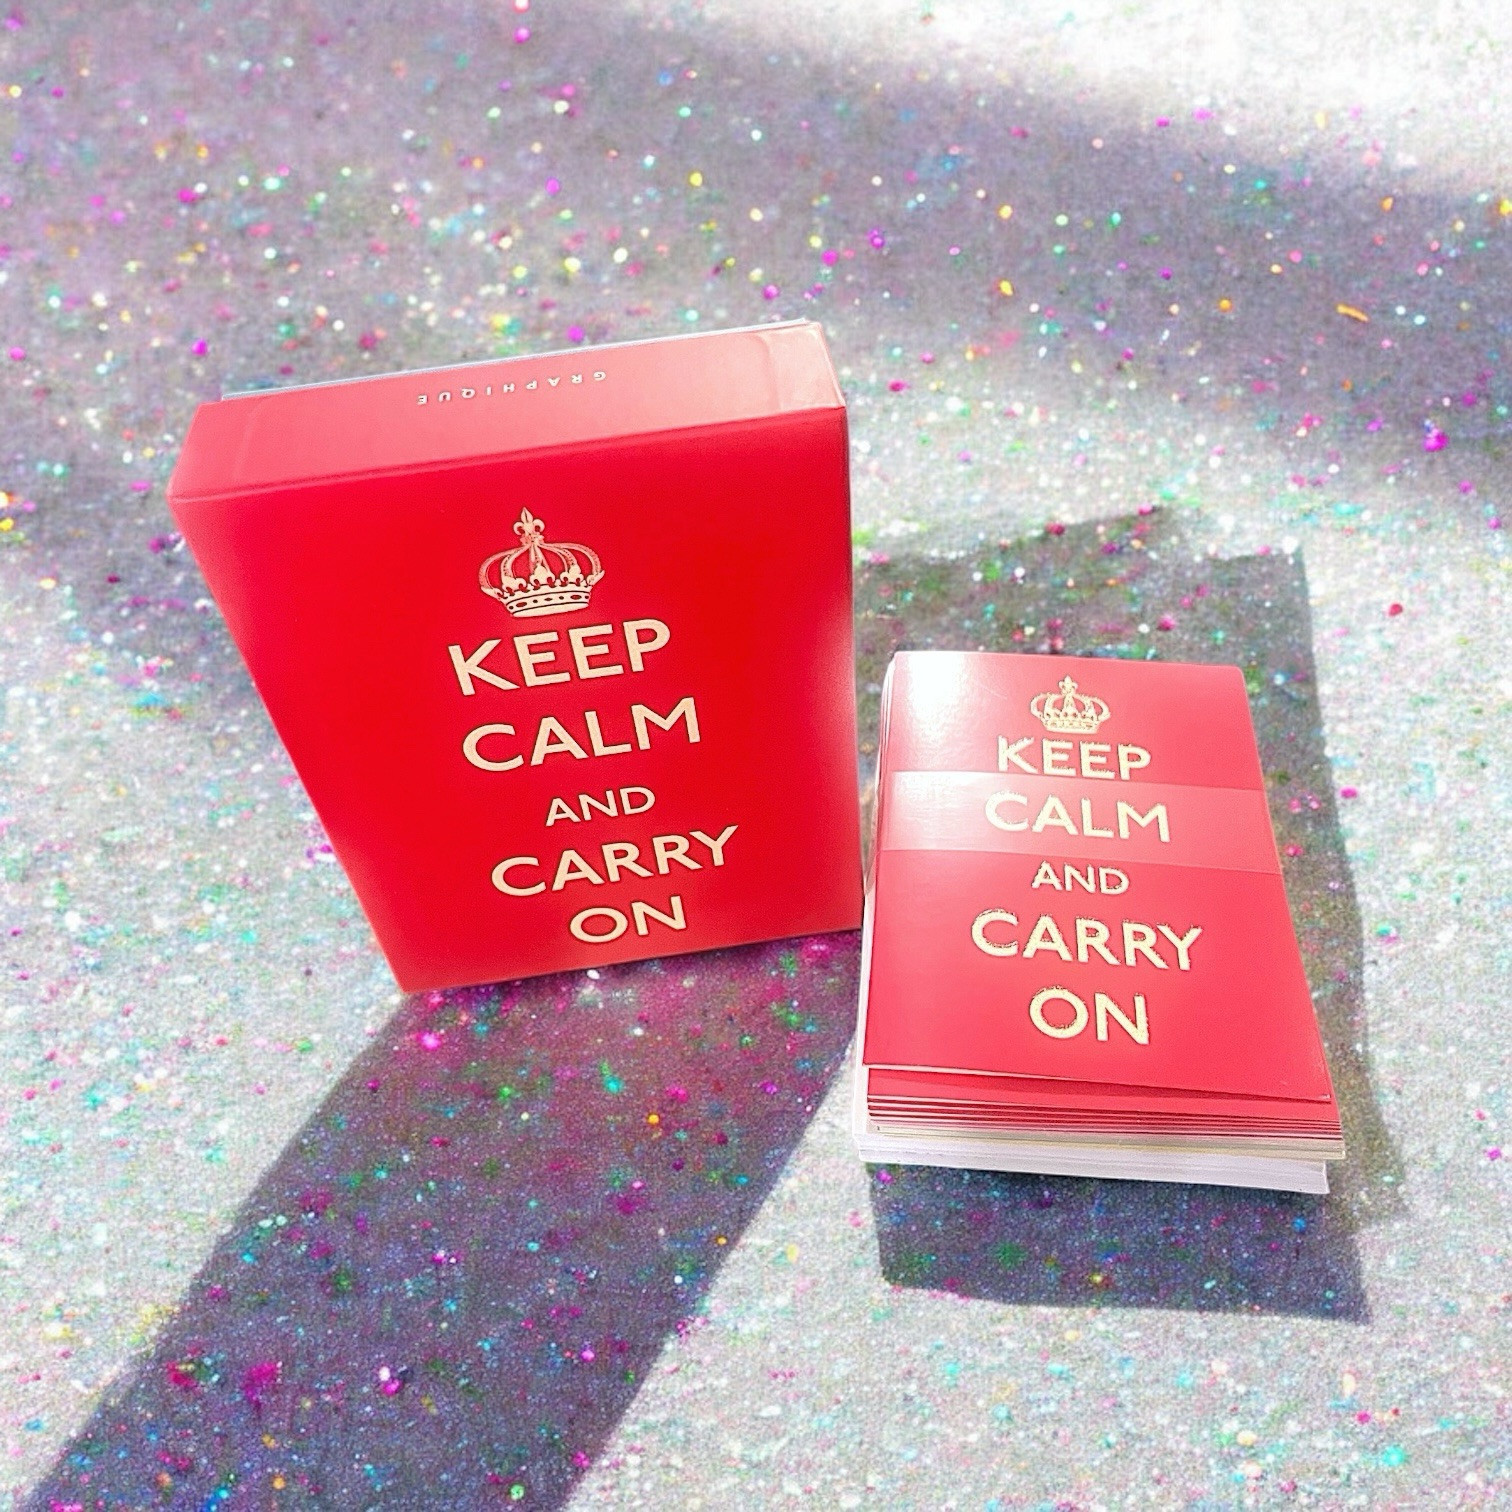 GRAPHIQUE
KEEP
CALM
AND
CARRY
ON
KEEP
CALM
AND
CARRY
ON